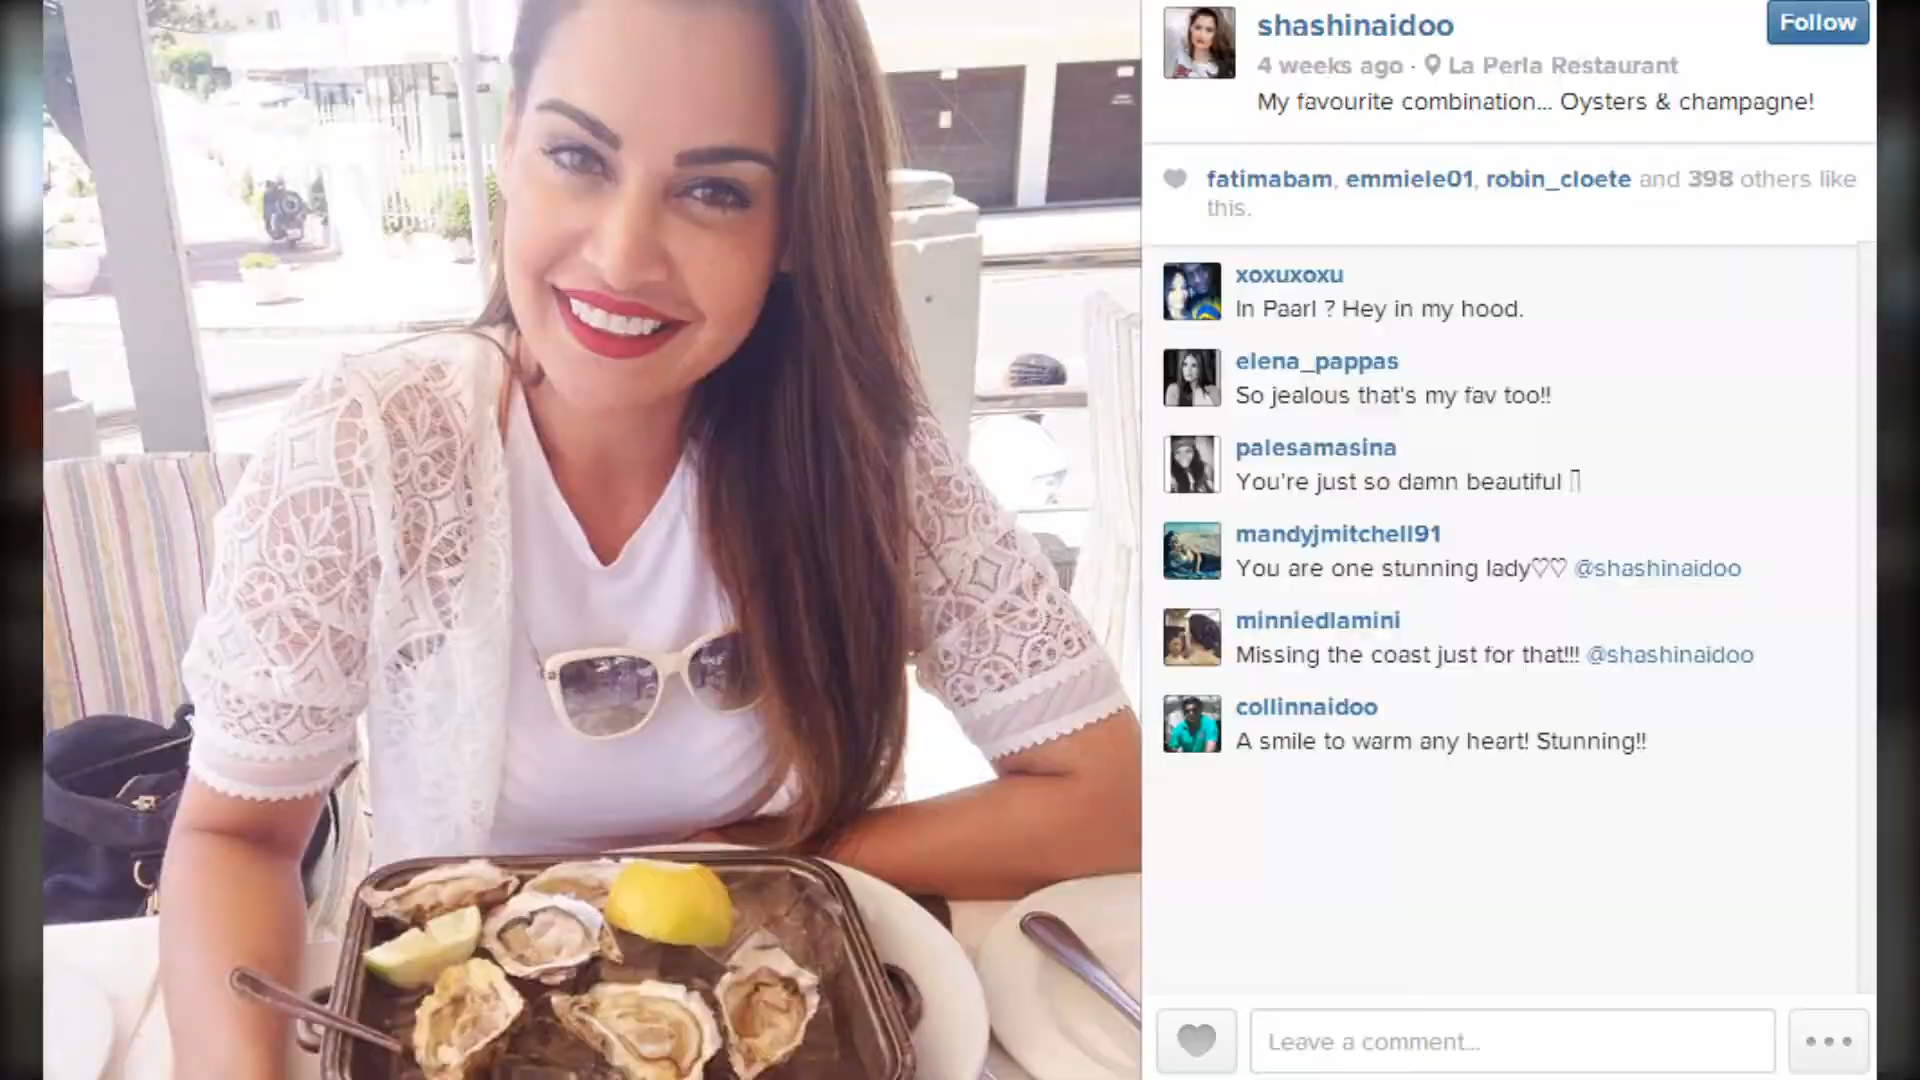 shashinaidoo
Follow
4 weeks ago · La Perla Restaurant
My favourite combination... Oysters & champagne!
fatimabam, emmiele01, robin_cloete and 398 others like
this.
xoxuxoxu
In Paarl ? Hey in my hood.
elena_pappas
So jealous that's my fav too!!
palesamasina
You're just so damn beautiful
mandyjmitchell91
You are one stunning lady♡♡ @shashinaidoo
minniedlamini
Missing the coast just for that!!! @shashinaidoo
collinnaidoo
A smile to warm any heart! Stunning!!
Leave a comment...